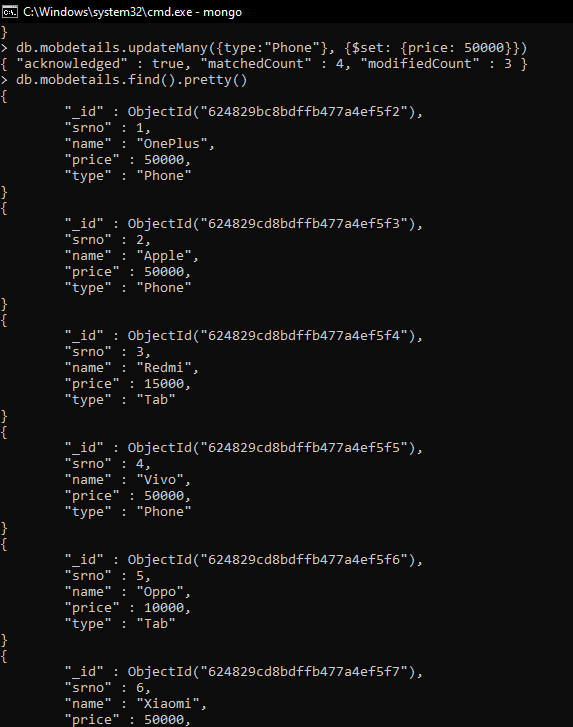 C:\Windows\system32\cmd.exe - mongo
}
> db.mobdetails.updateMany({type:"Phone"}, {$set: {price: 50000}})
{ "acknowledged" : true, "matchedCount" : 4, "modifiedCount" : 3 }
> db.mobdetails.find().pretty()
{
"_id" : ObjectId("624829bc8bdffb477a4ef5f2"),
"srno" : 1,
"name" : "OnePlus",
"price" : 50000,
"type" : "Phone"
}
{
"_id" : ObjectId("624829cd8bdffb477a4ef5f3"),
"srno" : 2,
"name" : "Apple",
"price" : 50000,
"type" : "Phone"
}
{
"_id" : ObjectId("624829cd8bdffb477a4ef5f4"),
"srno" : 3,
"name" : "Redmi",
"price" : 15000,
"type" : "Tab"
}
{
"_id" : ObjectId("624829cd8bdffb477a4ef5f5"),
"srno" : 4,
"name" : "Vivo",
"price" : 50000,
"type" : "Phone"
}
{
"_id" : ObjectId("624829cd8bdffb477a4ef5f6"),
"srno" : 5,
"name" : "Oppo",
"price" : 10000,
"type" : "Tab"
}
{
"_id" : ObjectId("624829cd8bdffb477a4ef5f7"),
"srno" : 6,
"name" : "Xiaomi",
"price" : 50000,